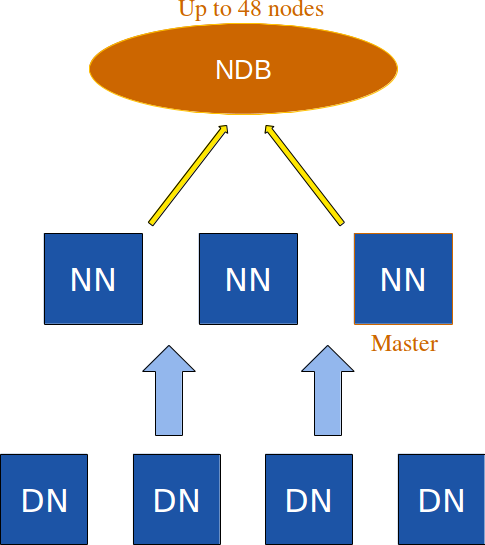 Up to 48 nodes
NDB
NN NN NN
Master
DN DN DN DN